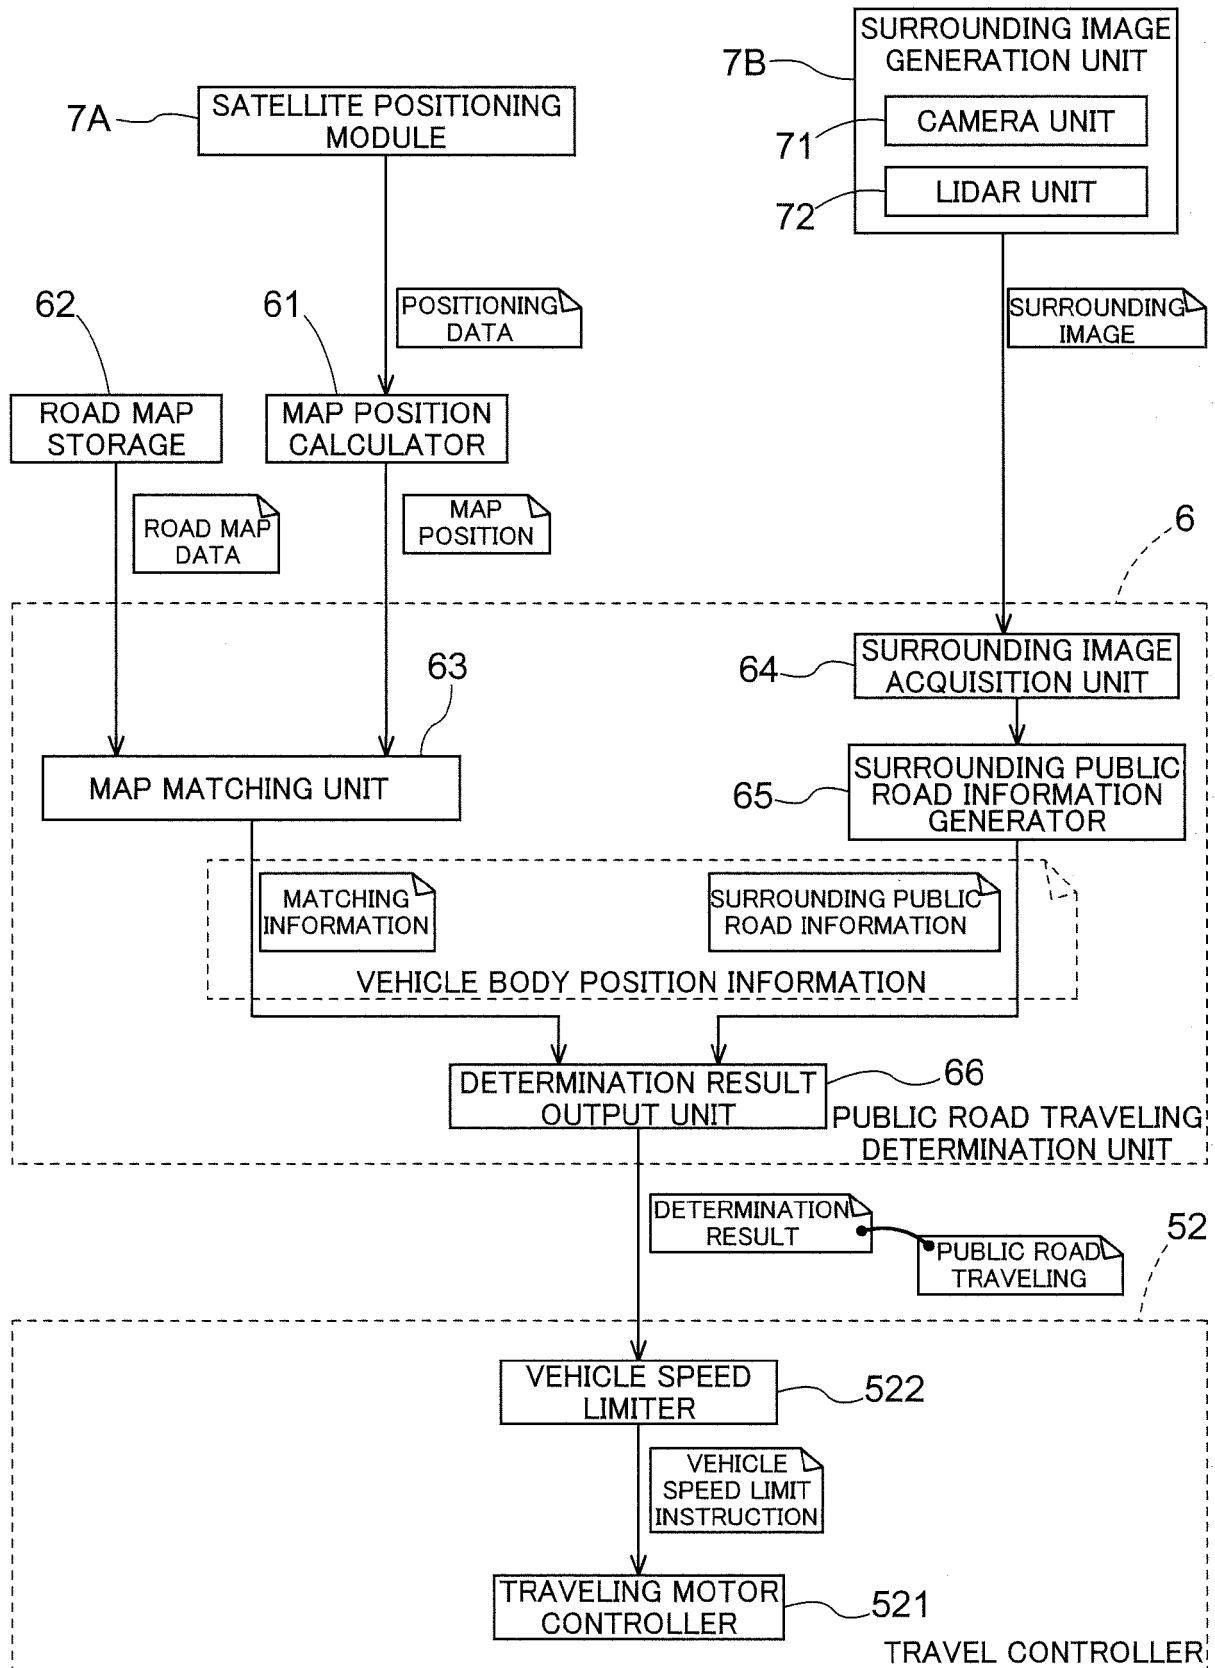 SURROUNDING IMAGE
GENERATION UNIT
7B
CAMERA UNIT
71
LIDAR UNIT
72
7A
SATELLITE POSITIONING
MODULE
POSITIONING
DATA
SURROUNDING
IMAGE
62
61
ROAD MAP
STORAGE
MAP POSITION
CALCULATOR
ROAD MAP
DATA
MAP
POSITION
6
63
64
SURROUNDING IMAGE
ACQUISITION UNIT
MAP MATCHING UNIT
65
SURROUNDING PUBLIC
ROAD INFORMATION
GENERATOR
MATCHING
INFORMATION
SURROUNDING PUBLIC
ROAD INFORMATION
VEHICLE BODY POSITION INFORMATION
DETERMINATION RESULT
OUTPUT UNIT
66
PUBLIC ROAD TRAVELING
DETERMINATION UNIT
DETERMINATION
RESULT
PUBLIC ROAD
TRAVELING
52
VEHICLE SPEED
LIMITER
522
VEHICLE
SPEED LIMIT
INSTRUCTION
TRAVELING MOTOR
CONTROLLER
521
TRAVEL CONTROLLER